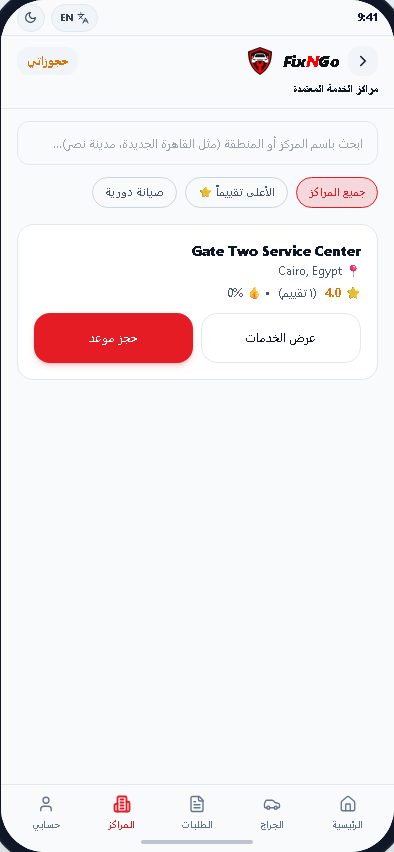 9:41
EN
FixNGo
حجوزاتي
مراكز الخدمة المعتمدة
ابحث باسم المركز أو المنطقة (مثل القاهرة الجديدة، مدينة نصر)...
جميع المراكز
الأعلى تقييماً ⭐
صيانة دورية
Gate Two Service Center
📍 Cairo, Egypt
⭐ 4.0 (١ تقييم) • 👍 0%
عرض الخدمات
حجز موعد
الرئيسية
الجراج
الطلبات
المراكز
حسابي